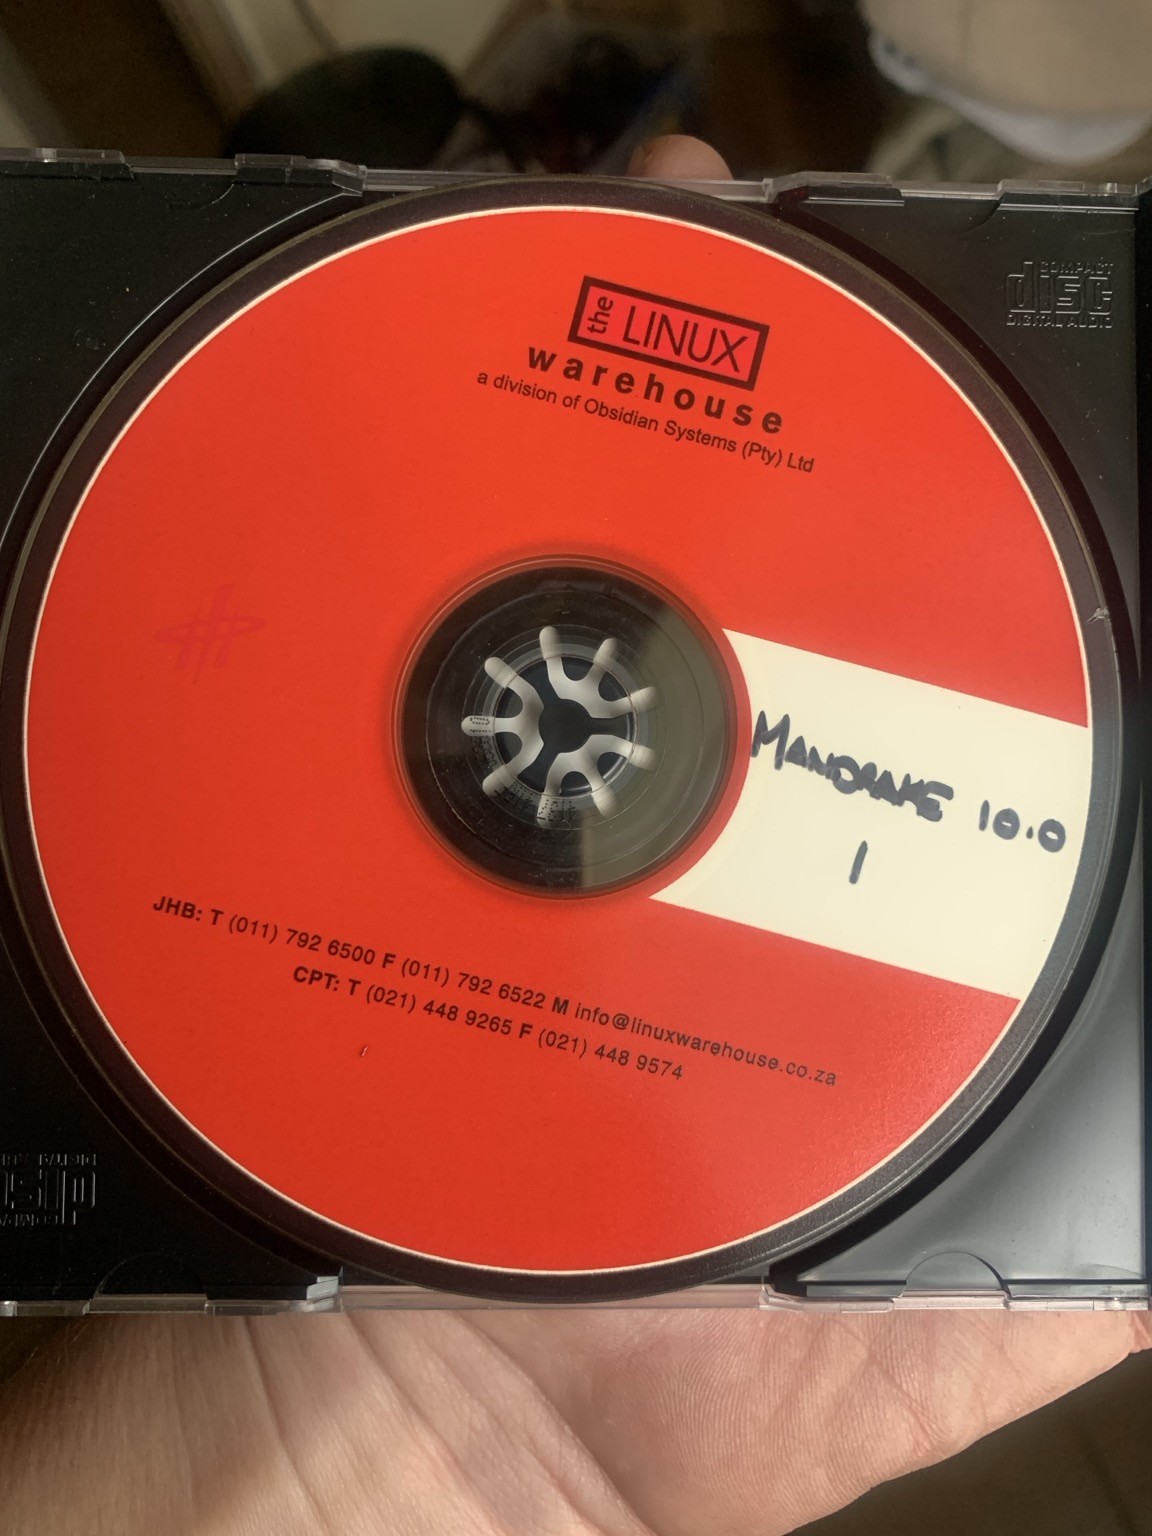 COMPACT
disc
DIGITAL AUDIO
the LINUX
warehouse
a division of Obsidian Systems (Pty) Ltd
MANDRAKE 10.0
1
JHB: T (011) 792 6500 F (011) 792 6522 M info@linuxwarehouse.co.za
CPT: T (021) 448 9265 F (021) 448 9574